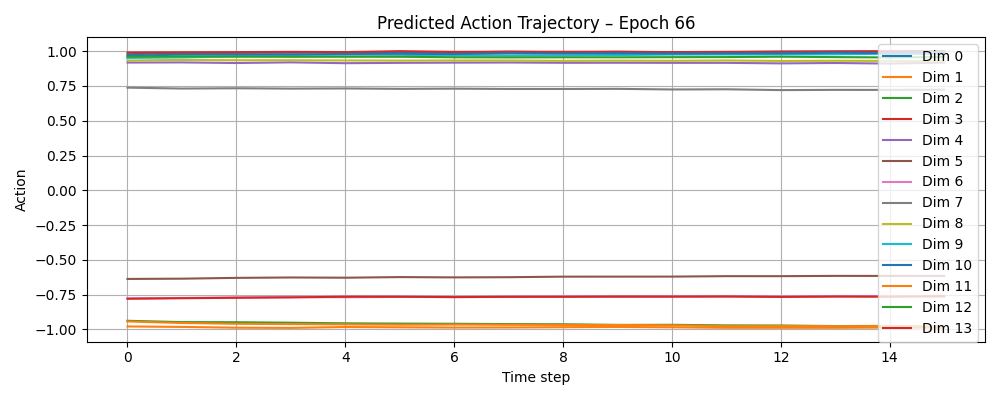 Predicted Action Trajectory – Epoch 66
Action
1.00
0.75
0.50
0.25
0.00
−0.25
−0.50
−0.75
−1.00
0 2 4 6 8 10 12 14
Time step
Dim 0
Dim 1
Dim 2
Dim 3
Dim 4
Dim 5
Dim 6
Dim 7
Dim 8
Dim 9
Dim 10
Dim 11
Dim 12
Dim 13